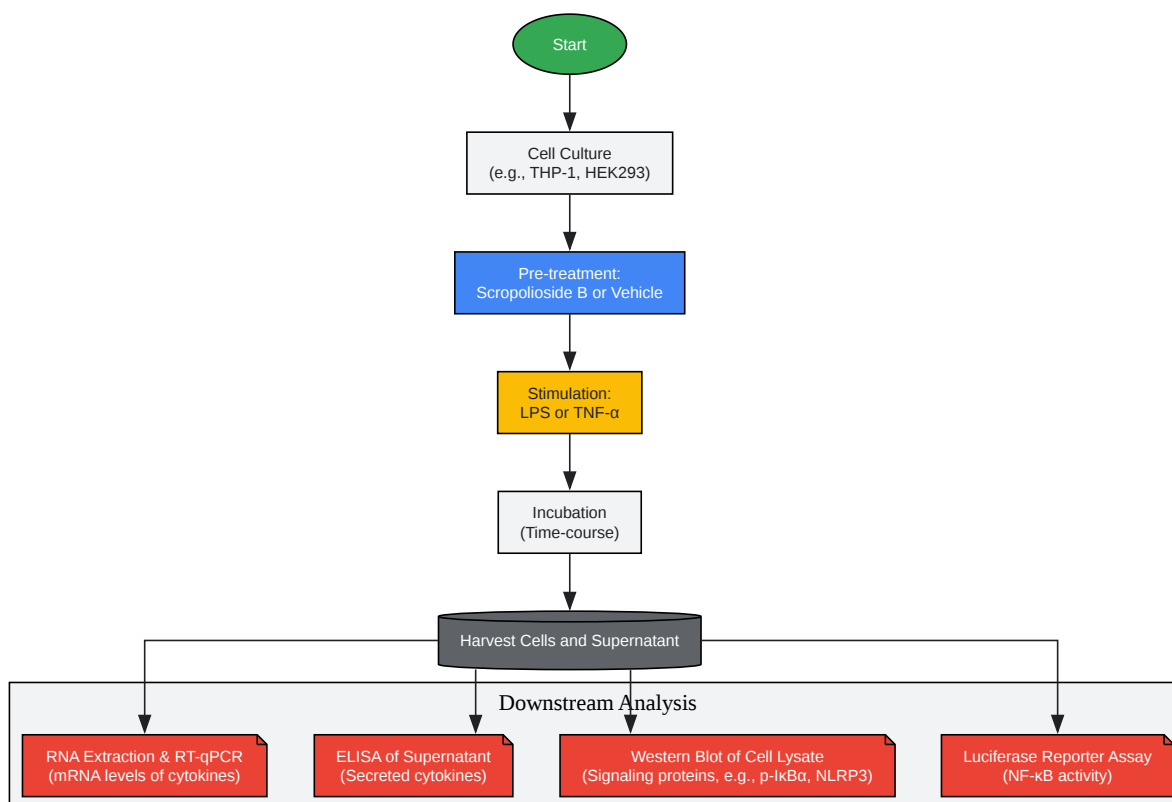 Start
Cell Culture
(e.g., THP-1, HEK293)
Pre-treatment:
Scropolioside B or Vehicle
Stimulation:
LPS or TNF-α
Incubation
(Time-course)
Harvest Cells and Supernatant
Downstream Analysis
RNA Extraction & RT-qPCR
(mRNA levels of cytokines)
ELISA of Supernatant
(Secreted cytokines)
Western Blot of Cell Lysate
(Signaling proteins, e.g., p-IκBα, NLRP3)
Luciferase Reporter Assay
(NF-κB activity)